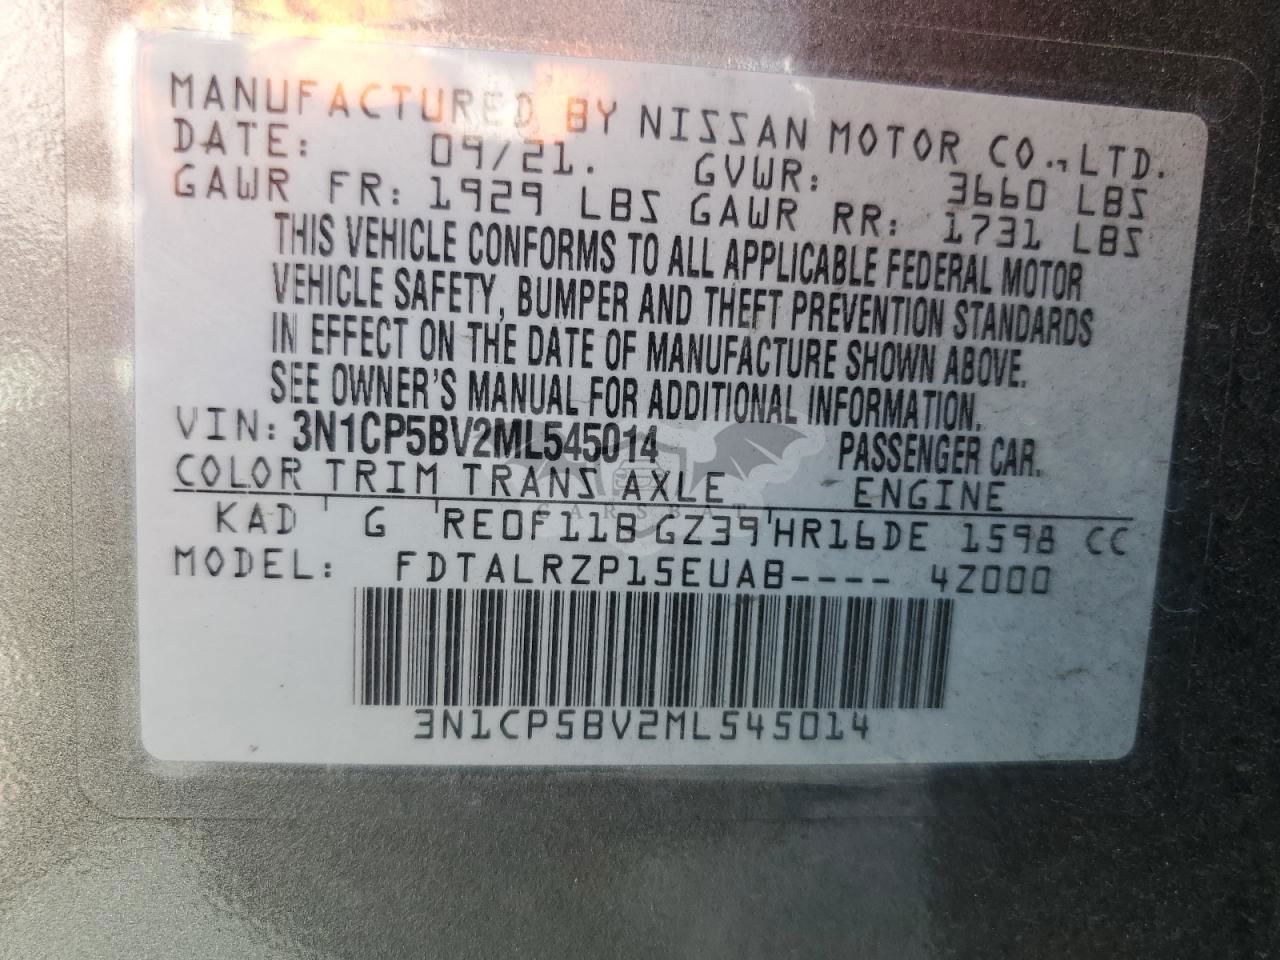 MANUFACTURED BY NISSAN MOTOR CO.,LTD.
DATE: 09/21. GVWR: 3660 LBS
GAWR FR: 1929 LBS GAWR RR: 1731 LBS
THIS VEHICLE CONFORMS TO ALL APPLICABLE FEDERAL MOTOR
VEHICLE SAFETY, BUMPER AND THEFT PREVENTION STANDARDS
IN EFFECT ON THE DATE OF MANUFACTURE SHOWN ABOVE.
SEE OWNER'S MANUAL FOR ADDITIONAL INFORMATION.
VIN: 3N1CP5BV2ML545014 PASSENGER CAR.
COLOR TRIM TRANS AXLE ENGINE
KAD G RE0F11B GZ39 HR16DE 1598 CC
MODEL: FDTALRZP15EUAB---- 4Z000
3N1CP5BV2ML545014
CARSBAT